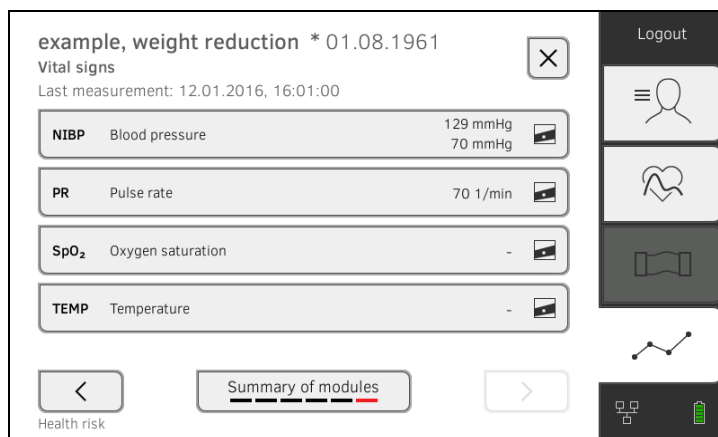 Logout
example, weight reduction * 01.08.1961
Vital signs
Last measurement: 12.01.2016, 16:01:00
NIBP Blood pressure 129 mmHg
70 mmHg
PR Pulse rate 70 1/min
SpO₂ Oxygen saturation -
TEMP Temperature -
Summary of modules
Health risk